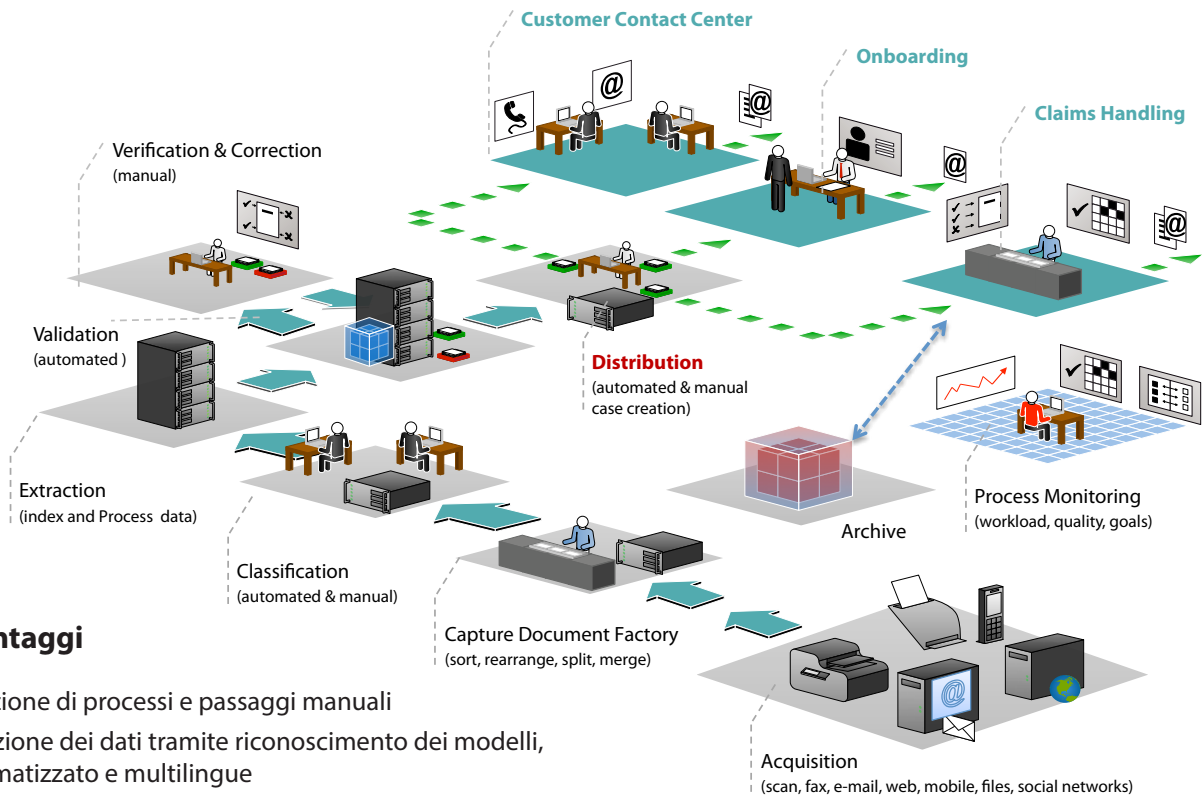 Customer Contact Center
Onboarding
Claims Handling
Verification & Correction
(manual)
Validation
(automated )
Distribution
(automated & manual
case creation)
Extraction
(index and Process data)
Process Monitoring
(workload, quality, goals)
Archive
Classification
(automated & manual)
Capture Document Factory
(sort, rearrange, split, merge)
Acquisition
(scan, fax, e-mail, web, mobile, files, social networks)
ntaggi
zione di processi e passaggi manuali
zione dei dati tramite riconoscimento dei modelli,
matizzato e multilingue